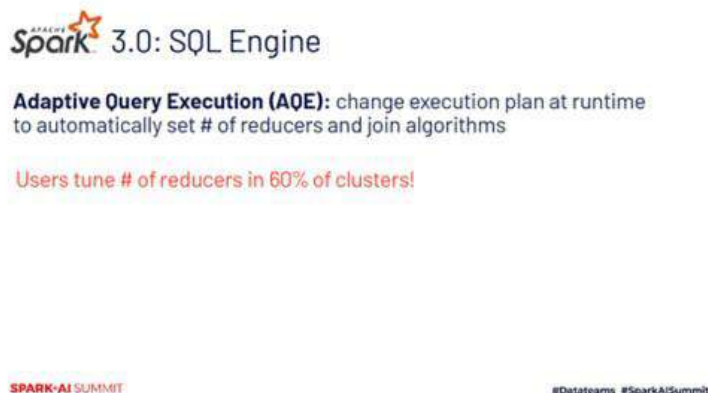 APACHE
Spark 3.0: SQL Engine
Adaptive Query Execution (AQE): change execution plan at runtime
to automatically set # of reducers and join algorithms
Users tune # of reducers in 60% of clusters!
SPARK+AI SUMMIT
#Datateams #SparkAISummit